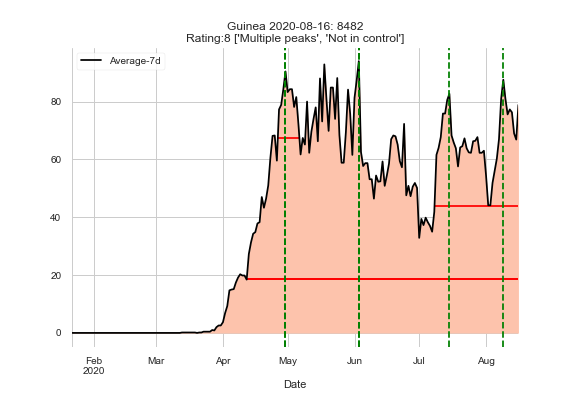 Guinea 2020-08-16: 8482
Rating:8 ['Multiple peaks', 'Not in control']
Average-7d
80
60
40
20
0
Feb Mar Apr May Jun Jul Aug
2020
Date